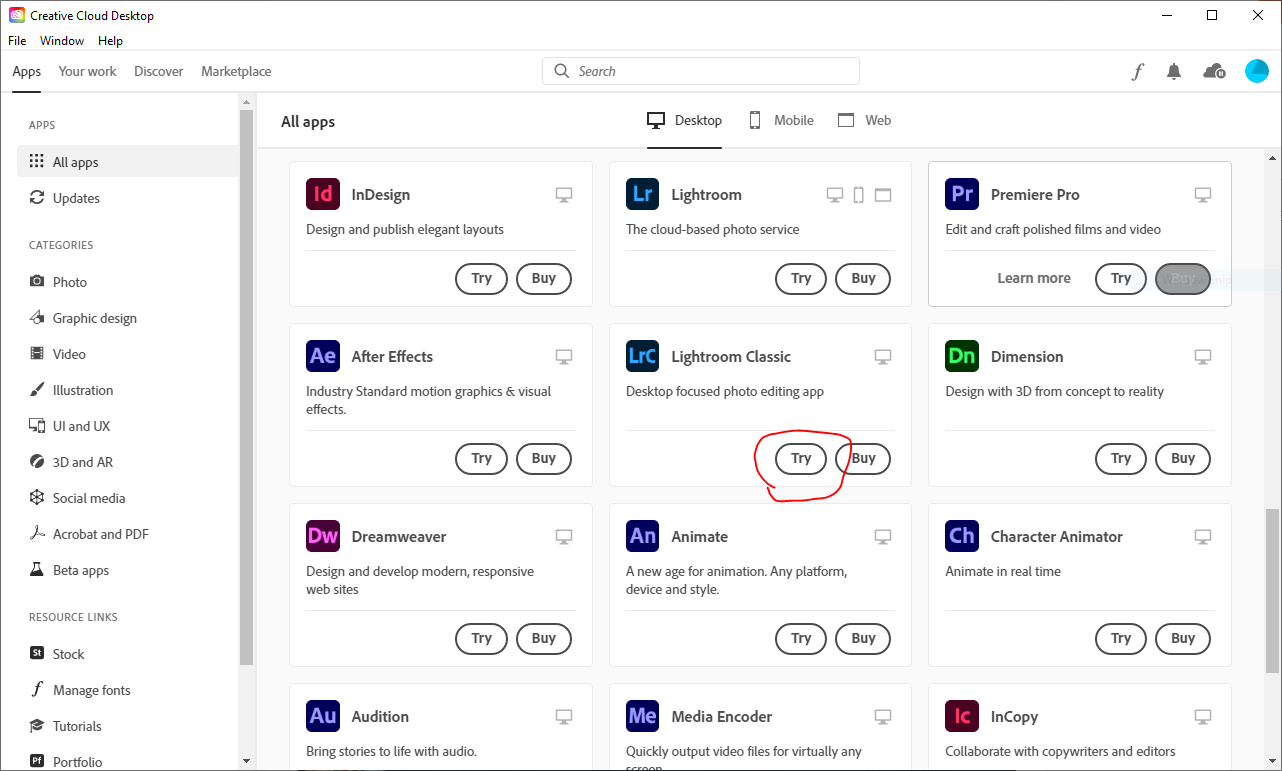 Creative Cloud Desktop
File Window Help
Apps Your work Discover Marketplace
Search
APPS
All apps
Updates
CATEGORIES
Photo
Graphic design
Video
Illustration
UI and UX
3D and AR
Social media
Acrobat and PDF
Beta apps
RESOURCE LINKS
St Stock
Manage fonts
Tutorials
Pf Portfolio
All apps
Desktop Mobile Web
Id InDesign
Design and publish elegant layouts
Try Buy
Lr Lightroom
The cloud-based photo service
Try Buy
Pr Premiere Pro
Edit and craft polished films and video
Learn more Try Buy
Ae After Effects
Industry Standard motion graphics & visual
effects.
Try Buy
LrC Lightroom Classic
Desktop focused photo editing app
Try Buy
Dn Dimension
Design with 3D from concept to reality
Try Buy
Dw Dreamweaver
Design and develop modern, responsive
web sites
Try Buy
An Animate
A new age for animation. Any platform,
device and style.
Try Buy
Ch Character Animator
Animate in real time
Try Buy
Au Audition
Bring stories to life with audio.
Me Media Encoder
Quickly output video files for virtually any
screen
Ic InCopy
Collaborate with copywriters and editors